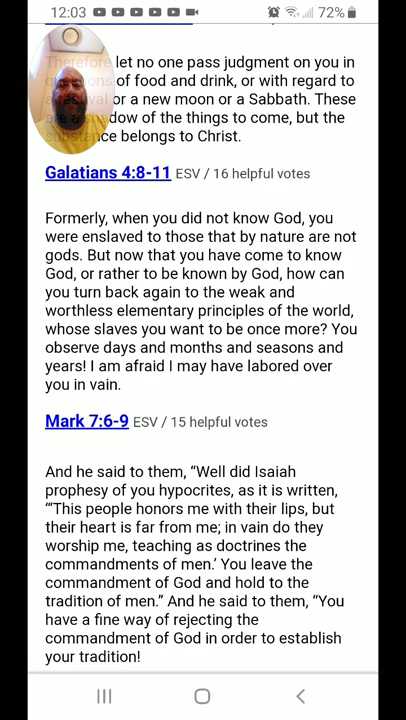 12:03 72%
Therefore let no one pass judgment on you in
of food and drink, or with regard to
a festival or a new moon or a Sabbath. These
are a shadow of the things to come, but the
substance belongs to Christ.
Galatians 4:8-11 ESV / 16 helpful votes
Formerly, when you did not know God, you
were enslaved to those that by nature are not
gods. But now that you have come to know
God, or rather to be known by God, how can
you turn back again to the weak and
worthless elementary principles of the world,
whose slaves you want to be once more? You
observe days and months and seasons and
years! I am afraid I may have labored over
you in vain.
Mark 7:6-9 ESV / 15 helpful votes
And he said to them, “Well did Isaiah
prophesy of you hypocrites, as it is written,
“‘This people honors me with their lips, but
their heart is far from me; in vain do they
worship me, teaching as doctrines the
commandments of men.’ You leave the
commandment of God and hold to the
tradition of men.” And he said to them, “You
have a fine way of rejecting the
commandment of God in order to establish
your tradition!